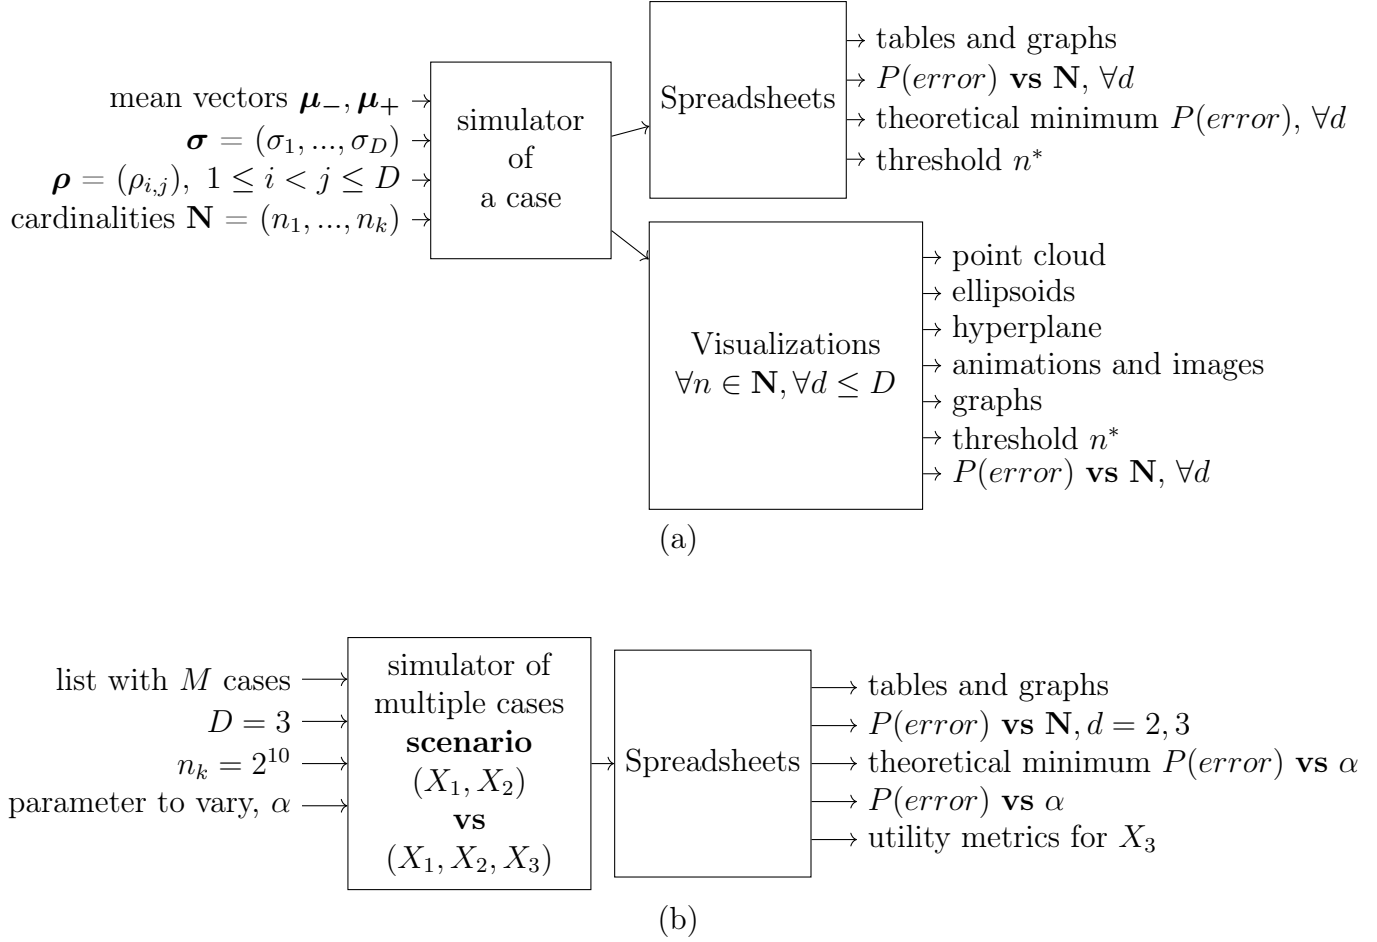 mean vectors μ₋, μ₊
σ = (σ₁, ..., σ_D)
ρ = (ρ_{i,j}), 1 ≤ i < j ≤ D
cardinalities N = (n₁, ..., n_k)
simulator
of
a case
Spreadsheets
tables and graphs
P(error) vs N, ∀d
theoretical minimum P(error), ∀d
threshold n*
Visualizations
∀n ∈ N, ∀d ≤ D
point cloud
ellipsoids
hyperplane
animations and images
graphs
threshold n*
P(error) vs N, ∀d
(a)
list with M cases
D = 3
n_k = 2¹⁰
parameter to vary, α
simulator of
multiple cases
scenario
(X₁, X₂)
vs
(X₁, X₂, X₃)
Spreadsheets
tables and graphs
P(error) vs N, d = 2, 3
theoretical minimum P(error) vs α
P(error) vs α
utility metrics for X₃
(b)